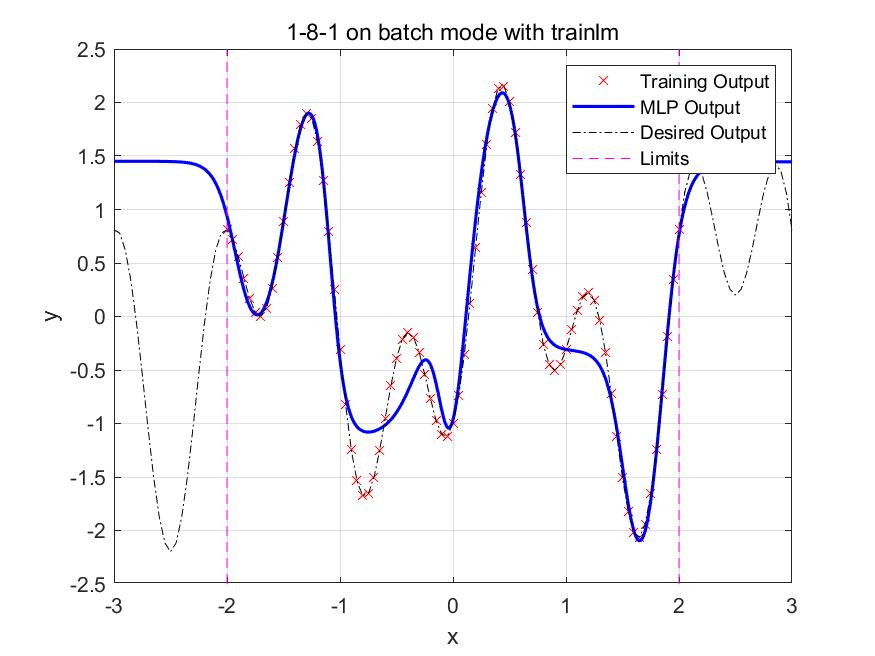 1-8-1 on batch mode with trainlm
Training Output
MLP Output
Desired Output
Limits
2.5
2
1.5
1
0.5
0
-0.5
-1
-1.5
-2
-2.5
y
-3 -2 -1 0 1 2 3
x